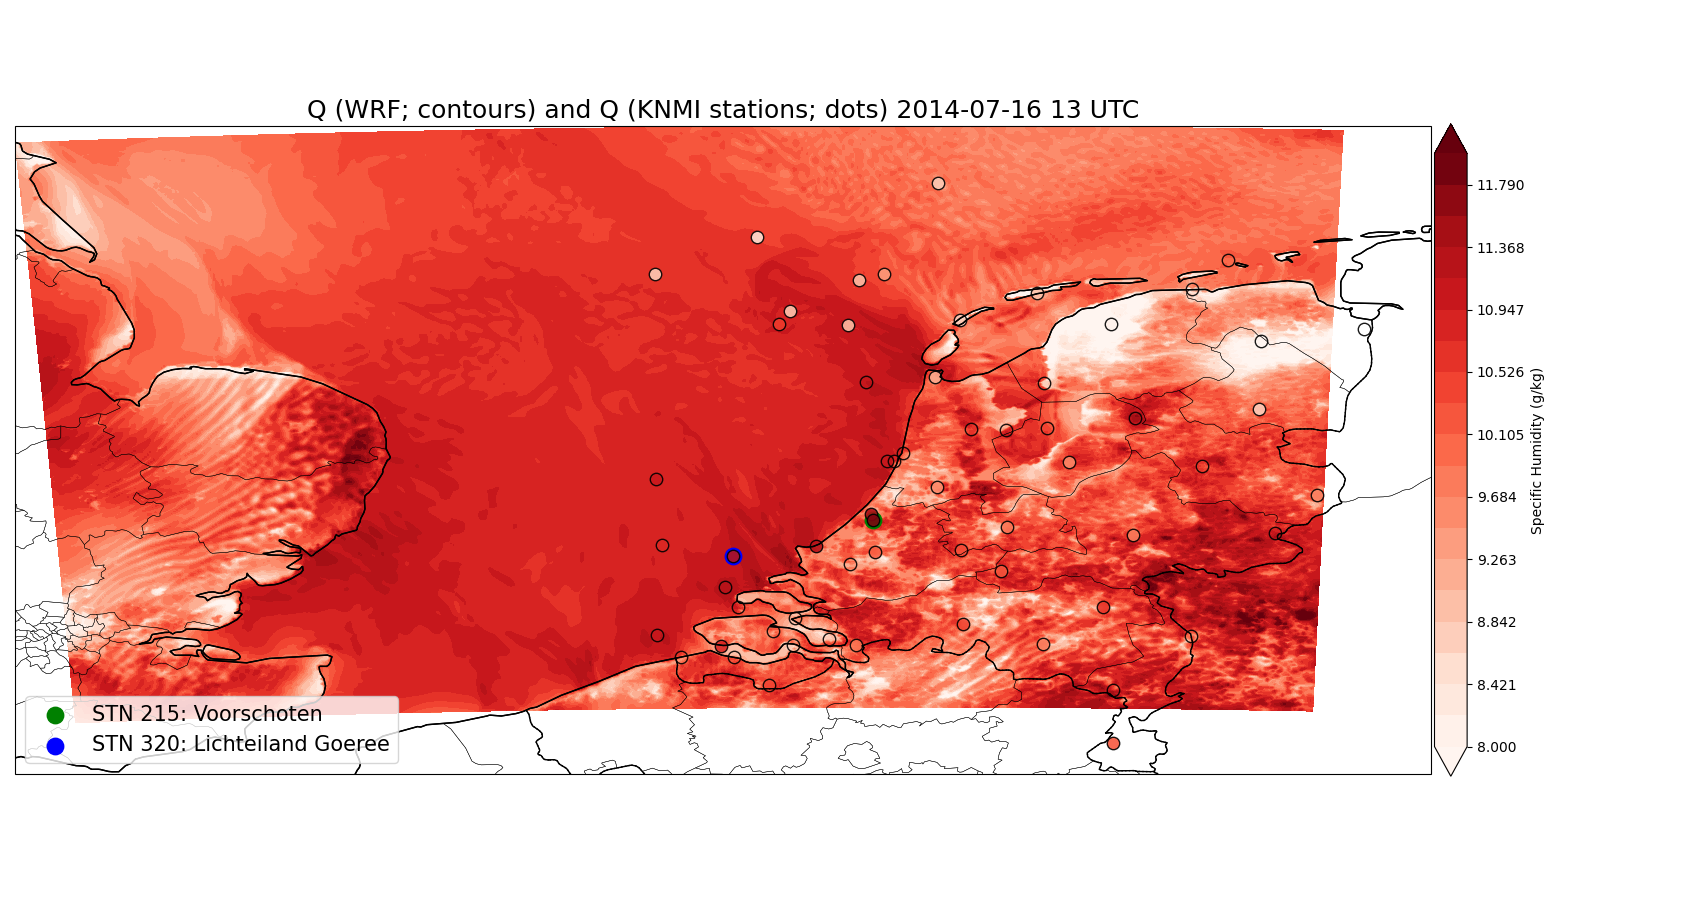 Q (WRF; contours) and Q (KNMI stations; dots) 2014-07-16 13 UTC
11.790
11.368
10.947
10.526
10.105
9.684
9.263
8.842
8.421
8.000
Specific Humidity (g/kg)
STN 215: Voorschoten
STN 320: Lichteiland Goeree